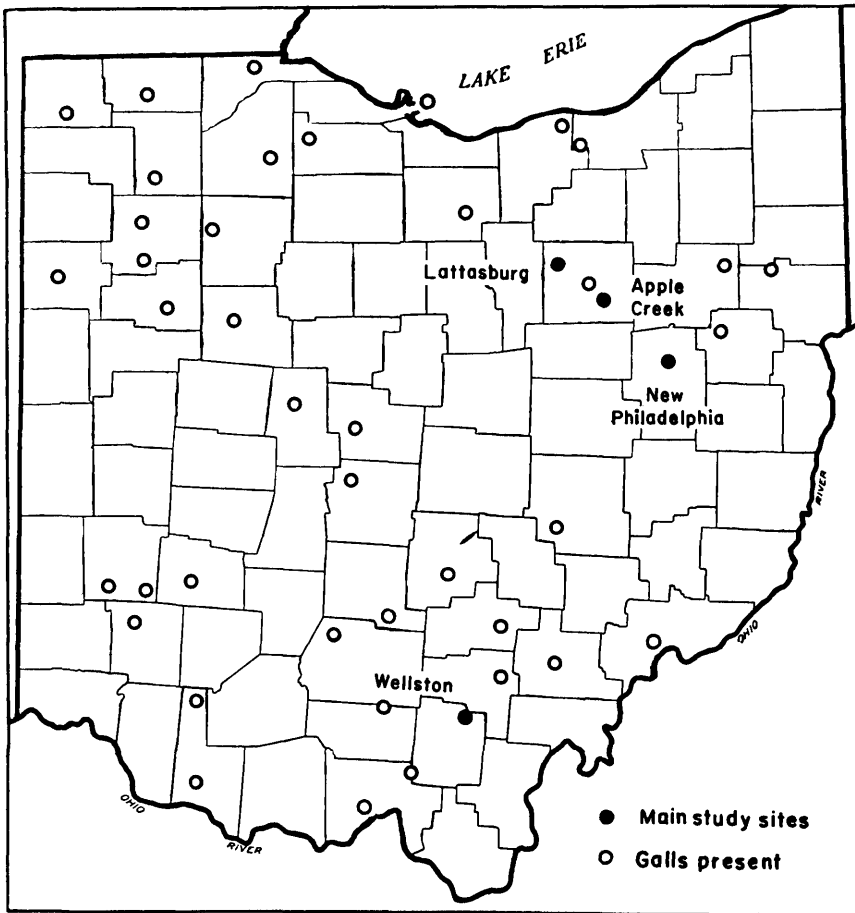 LAKE ERIE
Lattasburg
Apple
Creek
New
Philadelphia
RIVER
OHIO
Wellston
OHIO
RIVER
Main study sites
Galls present